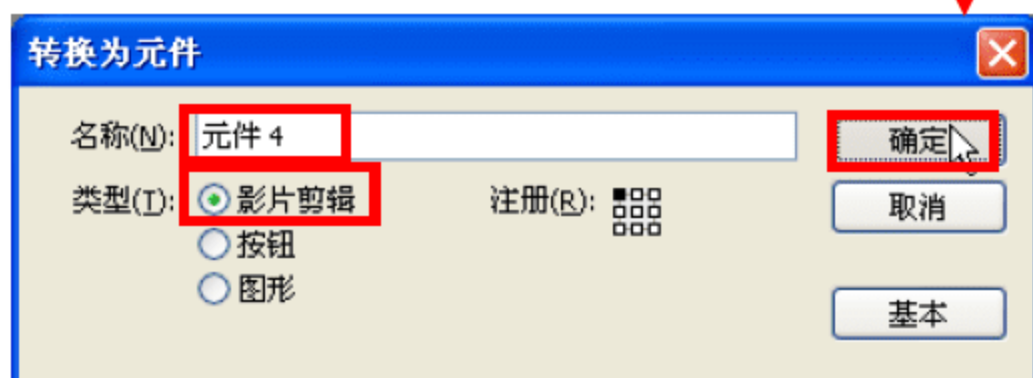 转换为元件
名称(N): 元件 4 确定
类型(T): 影片剪辑 注册(R): 取消
按钮
图形 基本